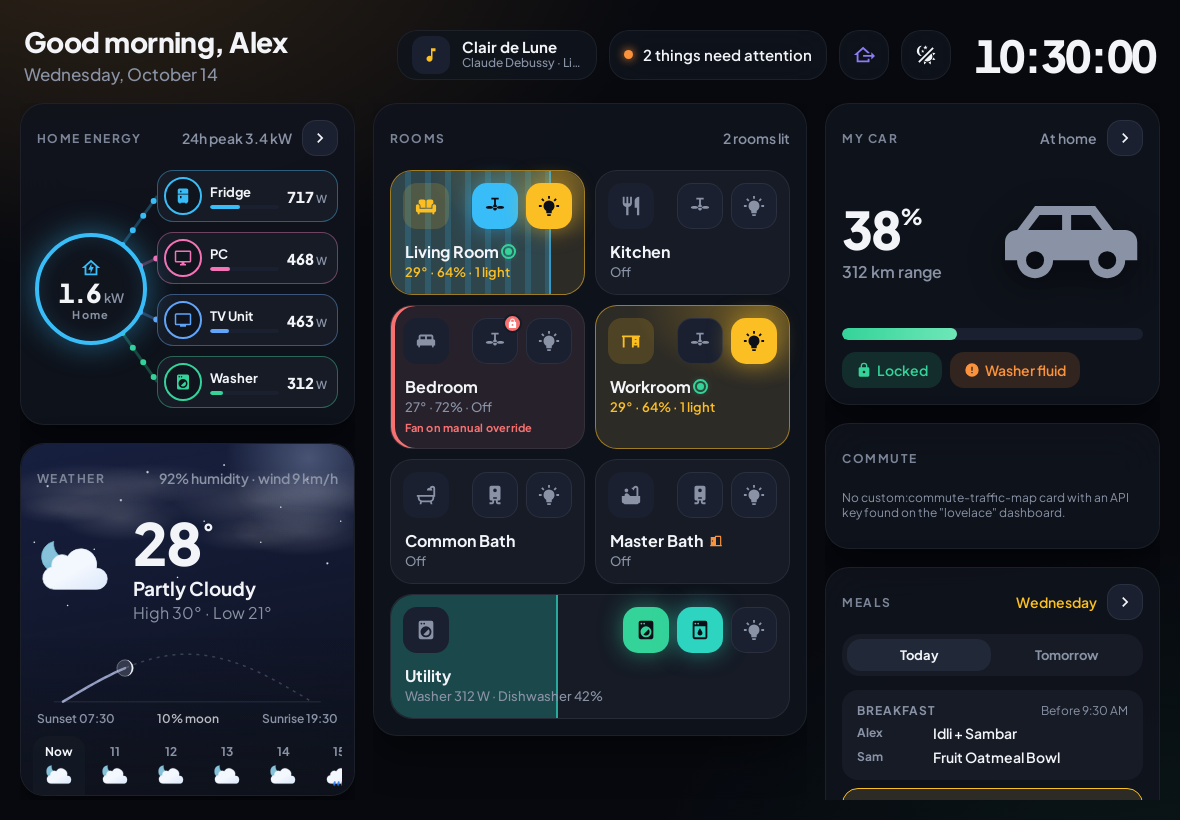 Good morning, Alex
Wednesday, October 14
Clair de Lune
Claude Debussy · Li...
2 things need attention
10:30:00
HOME ENERGY
24h peak 3.4 kW
Fridge
717 W
PC
468 W
1.6 kW
Home
TV Unit
463 W
Washer
312 W
WEATHER
92% humidity · wind 9 km/h
28°
Partly Cloudy
High 30° · Low 21°
Sunset 07:30
10% moon
Sunrise 19:30
Now
11
12
13
14
15
ROOMS
2 rooms lit
Living Room
29° · 64% · 1 light
Kitchen
Off
Bedroom
27° · 72% · Off
Fan on manual override
Workroom
29° · 64% · 1 light
Common Bath
Off
Master Bath
Off
Utility
Washer 312 W · Dishwasher 42%
MY CAR
At home
38%
312 km range
Locked
Washer fluid
COMMUTE
No custom:commute-traffic-map card with an API
key found on the "lovelace" dashboard.
MEALS
Wednesday
Today
Tomorrow
BREAKFAST
Before 9:30 AM
Alex
Idli + Sambar
Sam
Fruit Oatmeal Bowl